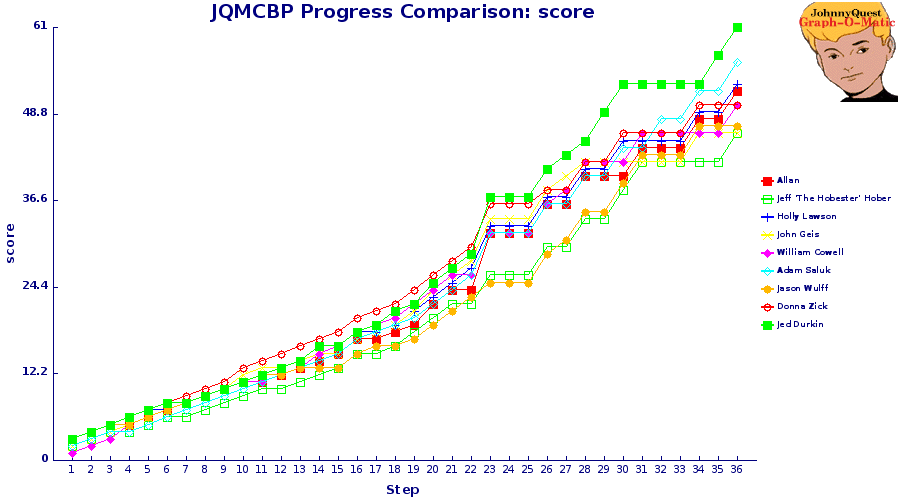 JQMCBP Progress Comparison: score
JohnnyQuest
Graph-O-Matic
61
48.8
36.6
24.4
12.2
0
score
1 2 3 4 5 6 7 8 9 10 11 12 13 14 15 16 17 18 19 20 21 22 23 24 25 26 27 28 29 30 31 32 33 34 35 36
Step
Allan
Jeff 'The Hobester' Hober
Holly Lawson
John Geis
William Cowell
Adam Saluk
Jason Wulff
Donna Zick
Jed Durkin